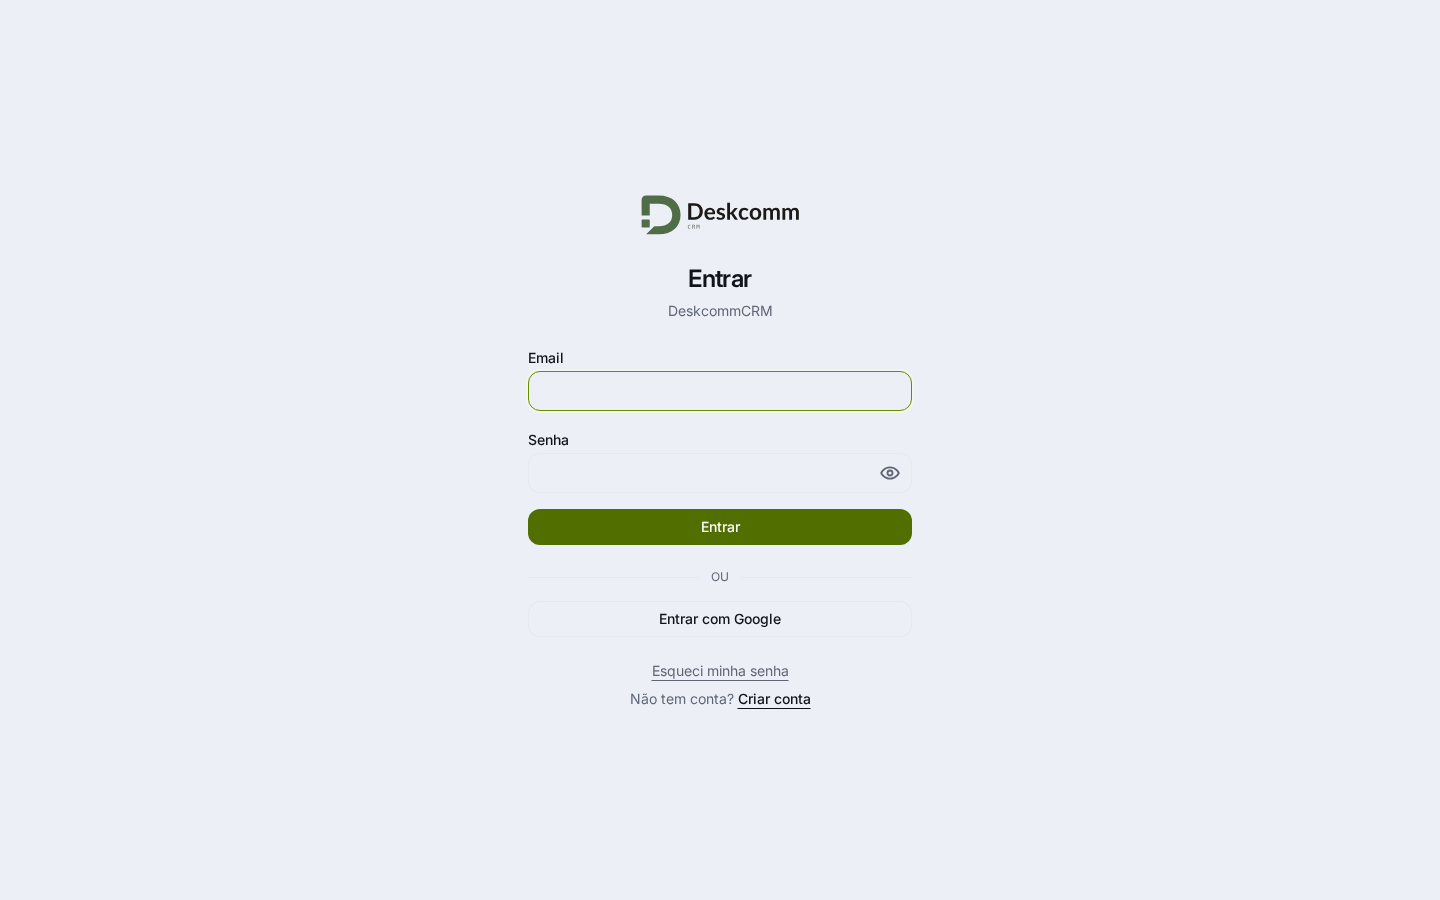 Deskcomm
CRM
Entrar
DeskcommCRM
Email
Senha
Entrar
OU
Entrar com Google
Esqueci minha senha
Não tem conta? Criar conta